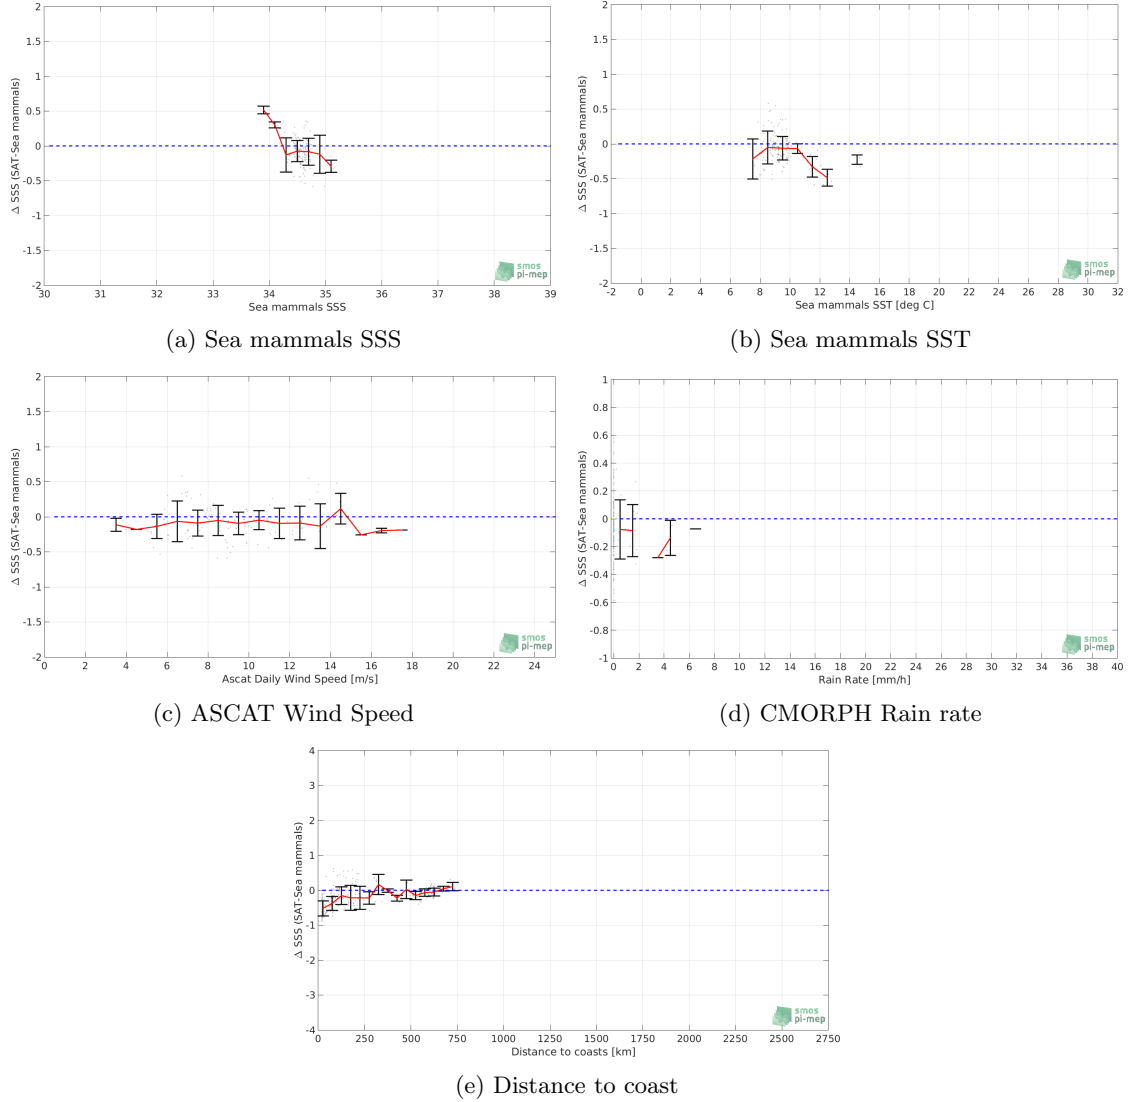 2
1.5
1
0.5
0
-0.5
-1
-1.5
-2
Δ SSS (SAT-Sea mammals)
30 31 32 33 34 35 36 37 38 39
Sea mammals SSS
smos
pi-mep
(a) Sea mammals SSS
2
1.5
1
0.5
0
-0.5
-1
-1.5
-2
Δ SSS (SAT-Sea mammals)
-2 0 2 4 6 8 10 12 14 16 18 20 22 24 26 28 30 32
Sea mammals SST [deg C]
smos
pi-mep
(b) Sea mammals SST
2
1.5
1
0.5
0
-0.5
-1
-1.5
-2
Δ SSS (SAT-Sea mammals)
0 2 4 6 8 10 12 14 16 18 20 22 24
Ascat Daily Wind Speed [m/s]
smos
pi-mep
(c) ASCAT Wind Speed
1
0.8
0.6
0.4
0.2
0
-0.2
-0.4
-0.6
-0.8
-1
Δ SSS (SAT-Sea mammals)
0 2 4 6 8 10 12 14 16 18 20 22 24 26 28 30 32 34 36 38 40
Rain Rate [mm/h]
smos
pi-mep
(d) CMORPH Rain rate
4
3
2
1
0
-1
-2
-3
-4
Δ SSS (SAT-Sea mammals)
0 250 500 750 1000 1250 1500 1750 2000 2250 2500 2750
Distance to coasts [km]
smos
pi-mep
(e) Distance to coast